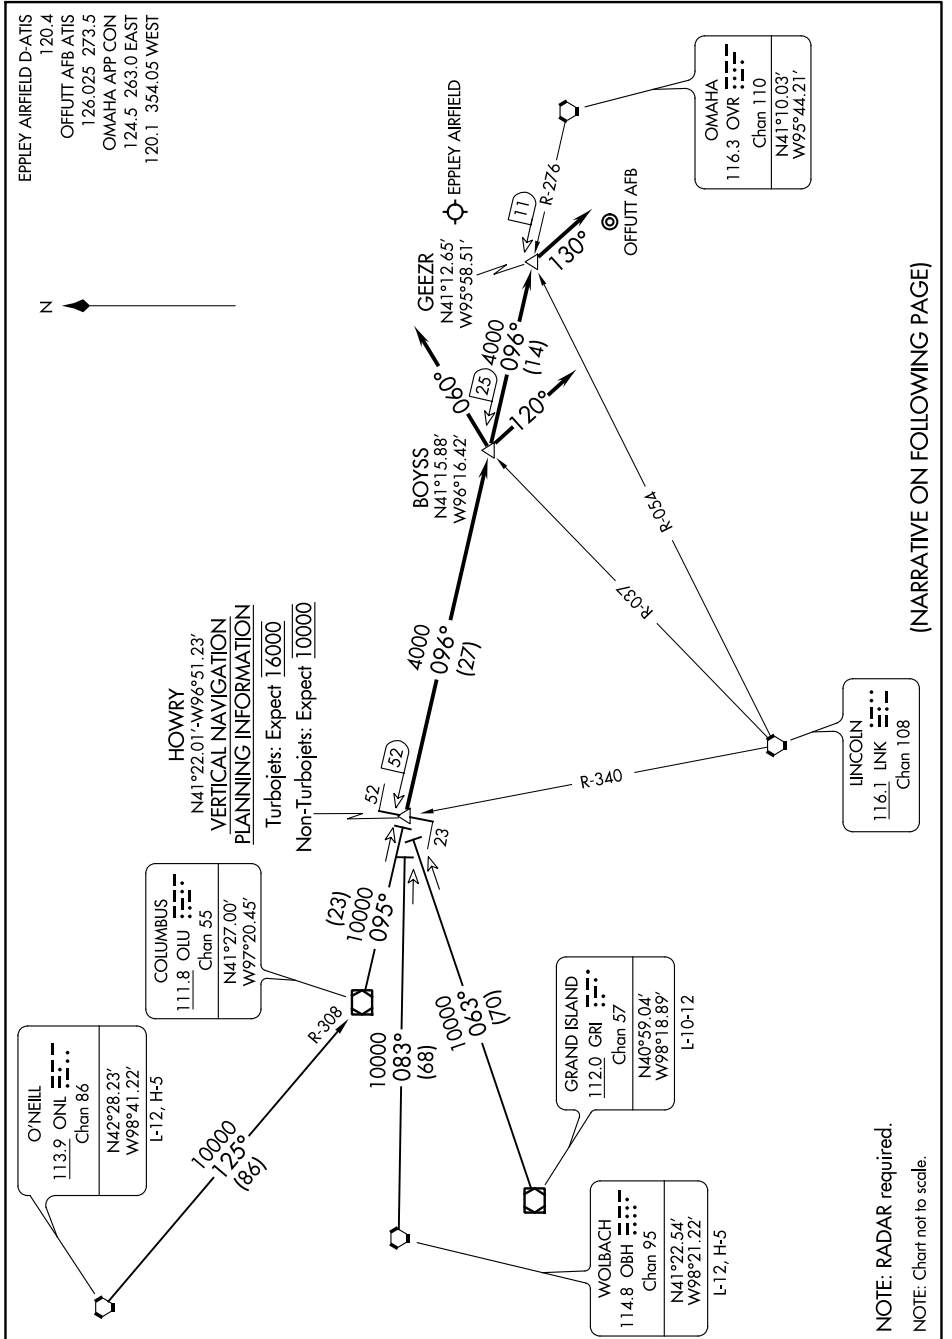 EPPLEY AIRFIELD D-ATIS
120.4
OFFUTT AFB ATIS
126.025 273.5
OMAHA APP CON
124.5 263.0 EAST
120.1 354.05 WEST
N
O'NEILL
113.9 ONL
Chan 86
N42°28.23'
W98°41.22'
L-12, H-5
10000
125°
(86)
R-308
COLUMBUS
111.8 OLU
Chan 55
N41°27.00'
W97°20.45'
(23)
10000
095°
HOWRY
N41°22.01'-W96°51.23'
VERTICAL NAVIGATION
PLANNING INFORMATION
Turbojets: Expect 16000
Non-Turbojets: Expect 10000
52
52
23
10000
083°
(68)
10000
063°
(70)
WOLBACH
114.8 OBH
Chan 95
N41°22.54'
W98°21.22'
L-12, H-5
GRAND ISLAND
112.0 GRI
Chan 57
N40°59.04'
W98°18.89'
L-10-12
4000
096°
(27)
BOYSS
N41°15.88'
W96°16.42'
060°
25
120°
4000
096°
(14)
GEEZR
N41°12.65'
W95°58.51'
EPPLEY AIRFIELD
11
R-276
130°
OFFUTT AFB
OMAHA
116.3 OVR
Chan 110
N41°10.03'
W95°44.21'
R-340
R-037
R-054
LINCOLN
116.1 LNK
Chan 108
NOTE: RADAR required.
NOTE: Chart not to scale.
(NARRATIVE ON FOLLOWING PAGE)